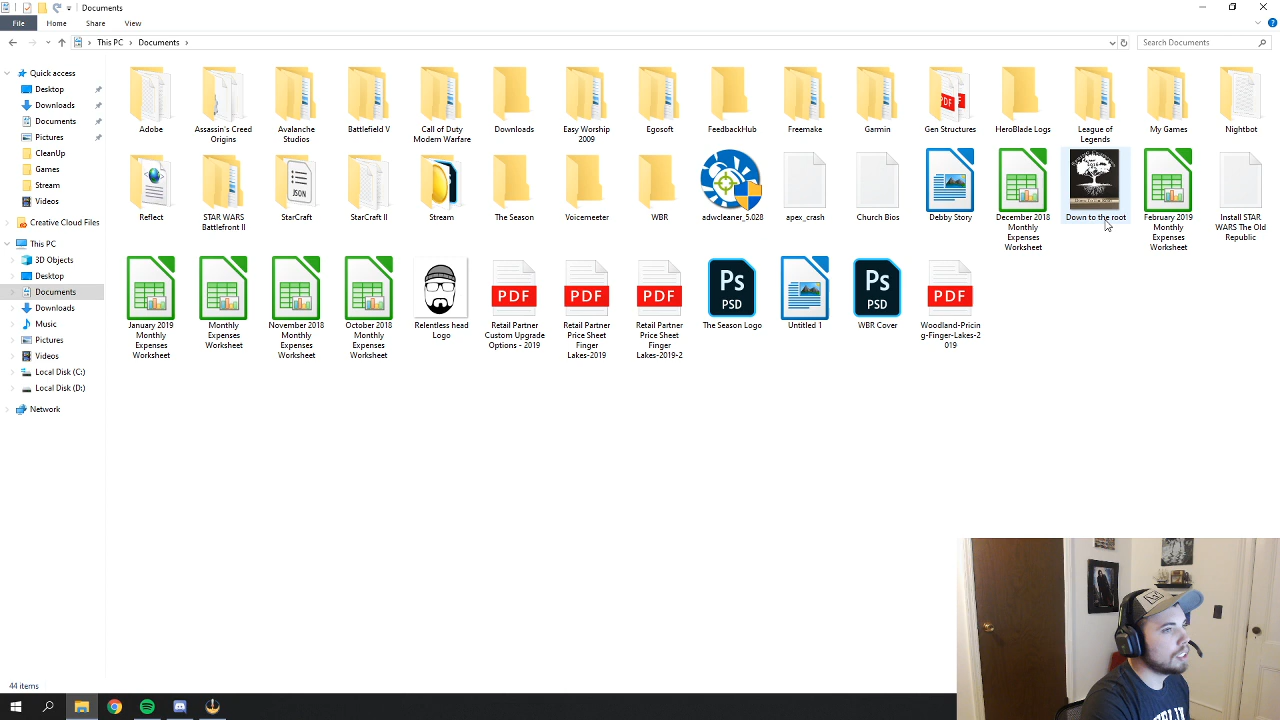 Documents
File Home Share View
This PC Documents Search Documents
Quick access
Desktop
Downloads
Documents
Pictures
CleanUp
Games
Stream
Videos
Creative Cloud Files
This PC
3D Objects
Desktop
Documents
Downloads
Music
Pictures
Videos
Local Disk (C:)
Local Disk (D:)
Network
Adobe
Assassin's Creed
Origins
Avalanche
Studios
Battlefield V
Call of Duty
Modern Warfare
Downloads
Easy Worship
2009
Egosoft
FeedbackHub
Freemake
Garmin
PDF
Gen Structures
HeroBlade Logs
League of
Legends
My Games
Nightbot
Reflect
STAR WARS
Battlefront II
JSON
StarCraft
StarCraft II
Stream
The Season
Voicemeeter
WBR
adwcleaner_5.028
apex_crash
Church Bios
Debby Story
December 2018
Monthly
Expenses
Worksheet
Down to the root
February 2019
Monthly
Expenses
Worksheet
Install STAR
WARS The Old
Republic
January 2019
Monthly
Expenses
Worksheet
Monthly
Expenses
Worksheet
November 2018
Monthly
Expenses
Worksheet
October 2018
Monthly
Expenses
Worksheet
Relentless head
Logo
PDF
Retail Partner
Custom Upgrade
Options - 2019
PDF
Retail Partner
Price Sheet
Finger
Lakes-2019
PDF
Retail Partner
Price Sheet
Finger
Lakes-2019-2
Ps
PSD
The Season Logo
Untitled 1
Ps
PSD
WBR Cover
PDF
Woodland-Pricin
g-Finger-Lakes-2
019
44 items